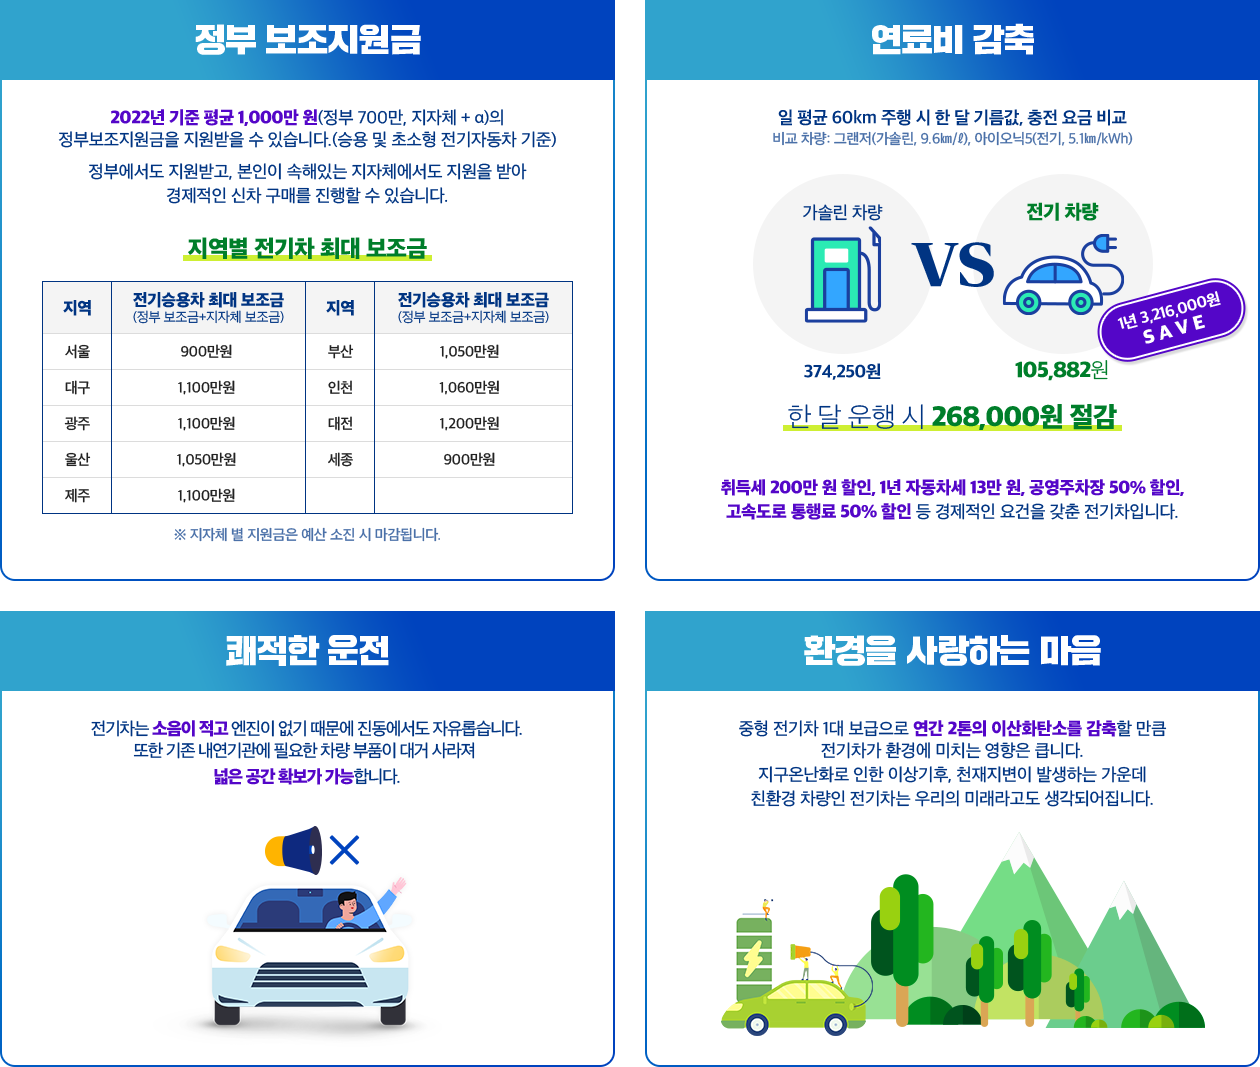 정부 보조지원금
2022년 기준 평균 1,000만 원(정부 700만, 지자체 + α)의
정부보조지원금을 지원받을 수 있습니다.(승용 및 초소형 전기자동차 기준)
정부에서도 지원받고, 본인이 속해있는 지자체에서도 지원을 받아
경제적인 신차 구매를 진행할 수 있습니다.
지역별 전기차 최대 보조금
지역 전기승용차 최대 보조금 지역 전기승용차 최대 보조금
(정부 보조금+지자체 보조금) (정부 보조금+지자체 보조금)
서울 900만원 부산 1,050만원
대구 1,100만원 인천 1,060만원
광주 1,100만원 대전 1,200만원
울산 1,050만원 세종 900만원
제주 1,100만원
※ 지자체 별 지원금은 예산 소진 시 마감됩니다.
연료비 감축
일 평균 60km 주행 시 한 달 기름값, 충전 요금 비교
비교 차량: 그랜저(가솔린, 9.6㎞/ℓ), 아이오닉5(전기, 5.1㎞/kWh)
가솔린 차량
VS
전기 차량
1년 3,216,000원
SAVE
374,250원
105,882원
한 달 운행 시 268,000원 절감
취득세 200만 원 할인, 1년 자동차세 13만 원, 공영주차장 50% 할인,
고속도로 통행료 50% 할인 등 경제적인 요건을 갖춘 전기차입니다.
쾌적한 운전
전기차는 소음이 적고 엔진이 없기 때문에 진동에서도 자유롭습니다.
또한 기존 내연기관에 필요한 차량 부품이 대거 사라져
넓은 공간 확보가 가능합니다.
환경을 사랑하는 마음
중형 전기차 1대 보급으로 연간 2톤의 이산화탄소를 감축할 만큼
전기차가 환경에 미치는 영향은 큽니다.
지구온난화로 인한 이상기후, 천재지변이 발생하는 가운데
친환경 차량인 전기차는 우리의 미래라고도 생각되어집니다.